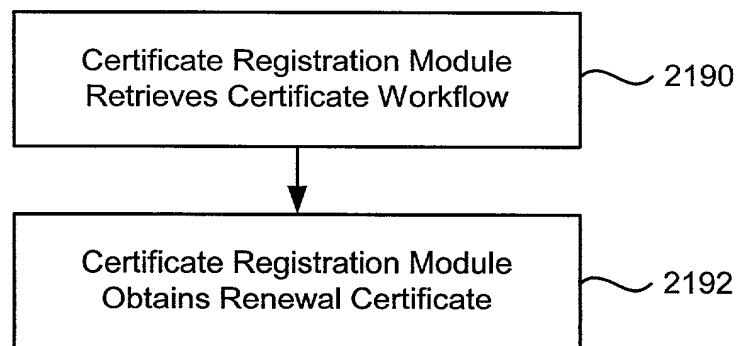 Certificate Registration Module
Retrieves Certificate Workflow
2190
Certificate Registration Module
Obtains Renewal Certificate
2192